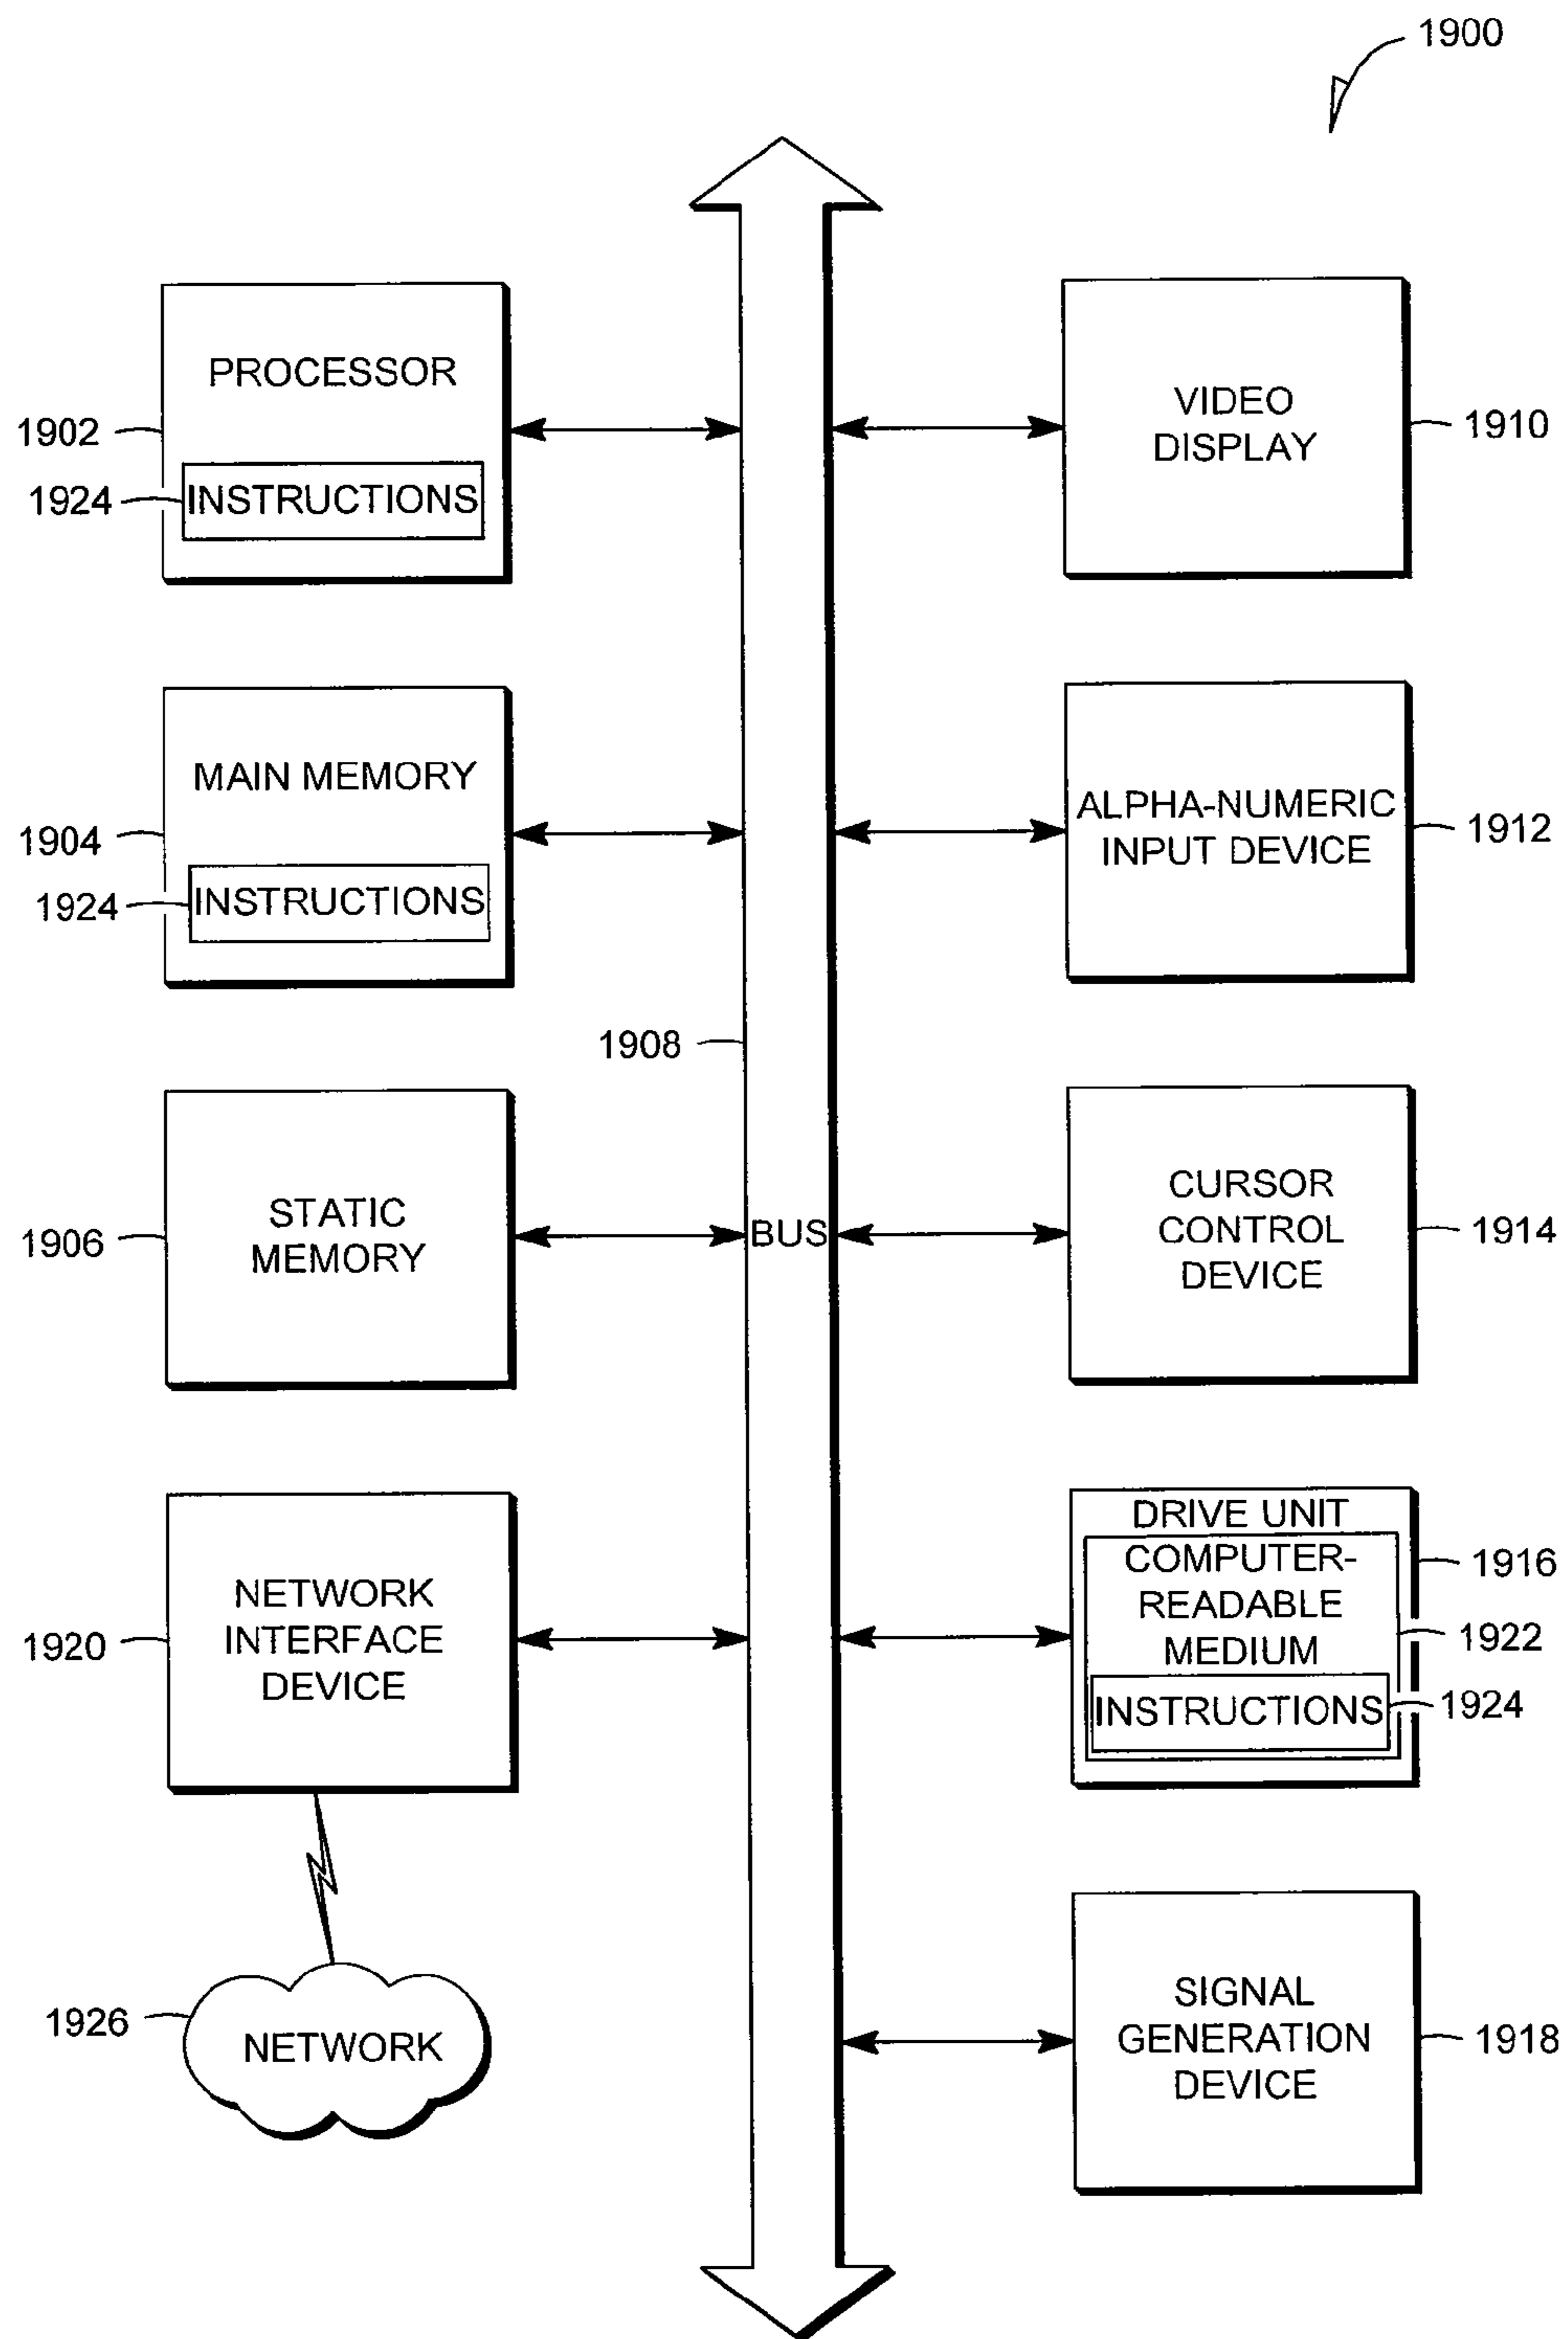 1900
PROCESSOR
1902
1924
INSTRUCTIONS
VIDEO
DISPLAY
1910
MAIN MEMORY
1904
1924
INSTRUCTIONS
ALPHA-NUMERIC
INPUT DEVICE
1912
1908
BUS
STATIC
MEMORY
1906
CURSOR
CONTROL
DEVICE
1914
NETWORK
INTERFACE
DEVICE
1920
DRIVE UNIT
COMPUTER-
READABLE
MEDIUM
INSTRUCTIONS
1916
1922
1924
1926
NETWORK
SIGNAL
GENERATION
DEVICE
1918